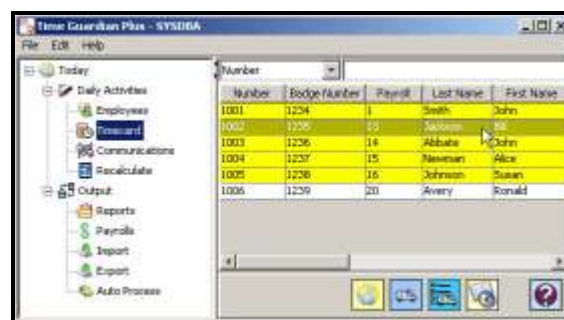 Time Guardian Plus - SYSDBA
File Edit Help
Today
Daily Activities
Employees
Timecard
Communications
Recalculate
Output
Reports
Payrolls
Import
Export
Auto Process
Number
Number Badge Number Payroll Last Name First Name
1001 1234 1 Smith John
1002 1235 13 Jackson
1003 1236 14 Abbate John
1004 1237 15 Newman Alice
1005 1238 16 Johnson Susan
1006 1239 20 Avery Ronald